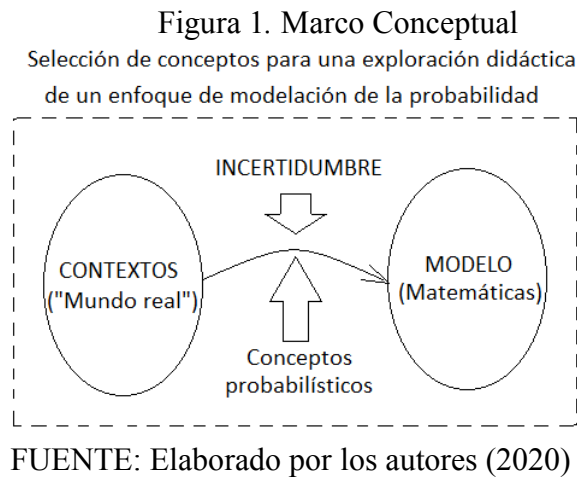 Figura 1. Marco Conceptual
Selección de conceptos para una exploración didáctica
de un enfoque de modelación de la probabilidad
INCERTIDUMBRE
CONTEXTOS
("Mundo real")
MODELO
(Matemáticas)
Conceptos
probabilísticos
FUENTE: Elaborado por los autores (2020)